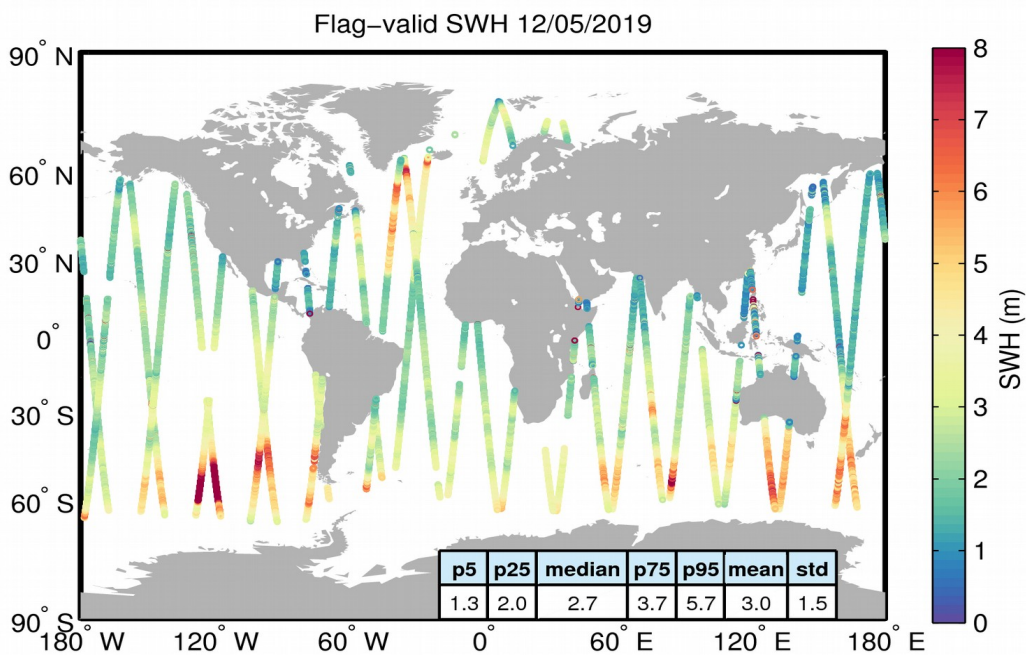 Flag−valid SWH 12/05/2019
90° N
60° N
30° N
0°
30° S
60° S
90° S
180° W
120° W
60° W
0°
60° E
120° E
180° E
p5 p25 median p75 p95 mean std
1.3 2.0 2.7 3.7 5.7 3.0 1.5
8
7
6
5
4
3
2
1
0
SWH (m)